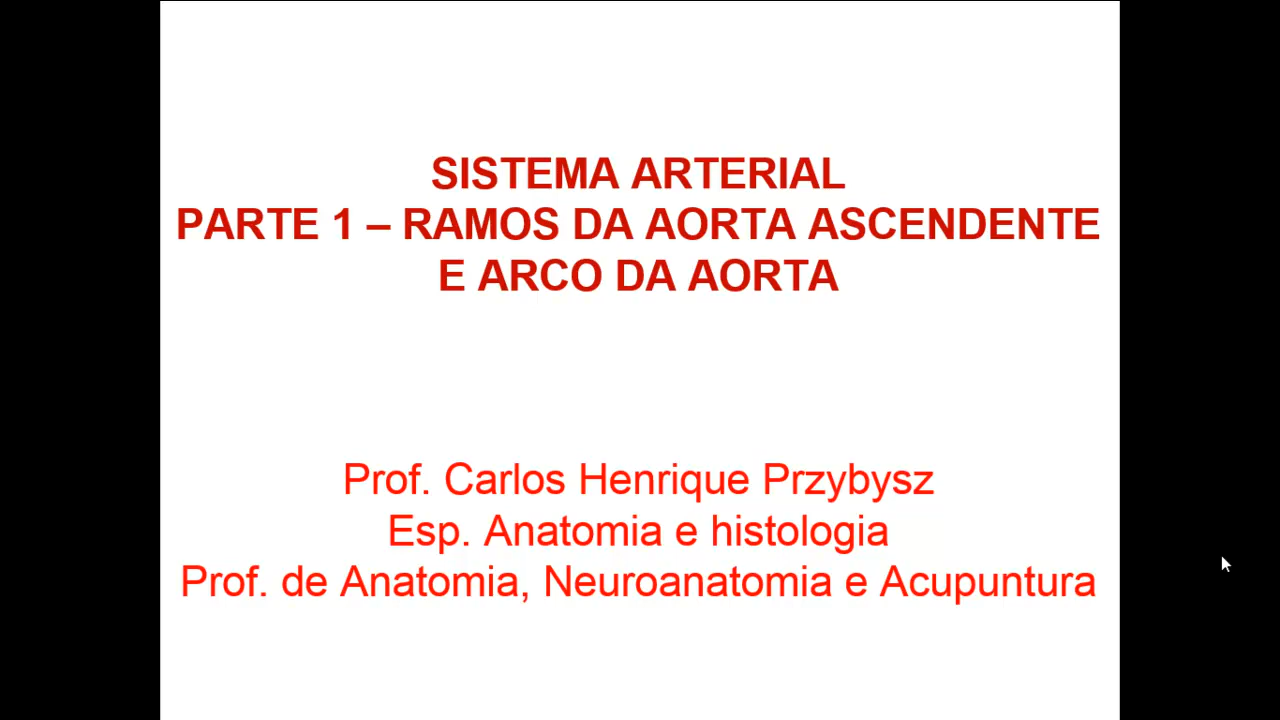 SISTEMA ARTERIAL
PARTE 1 – RAMOS DA AORTA ASCENDENTE
E ARCO DA AORTA
Prof. Carlos Henrique Przybysz
Esp. Anatomia e histologia
Prof. de Anatomia, Neuroanatomia e Acupuntura